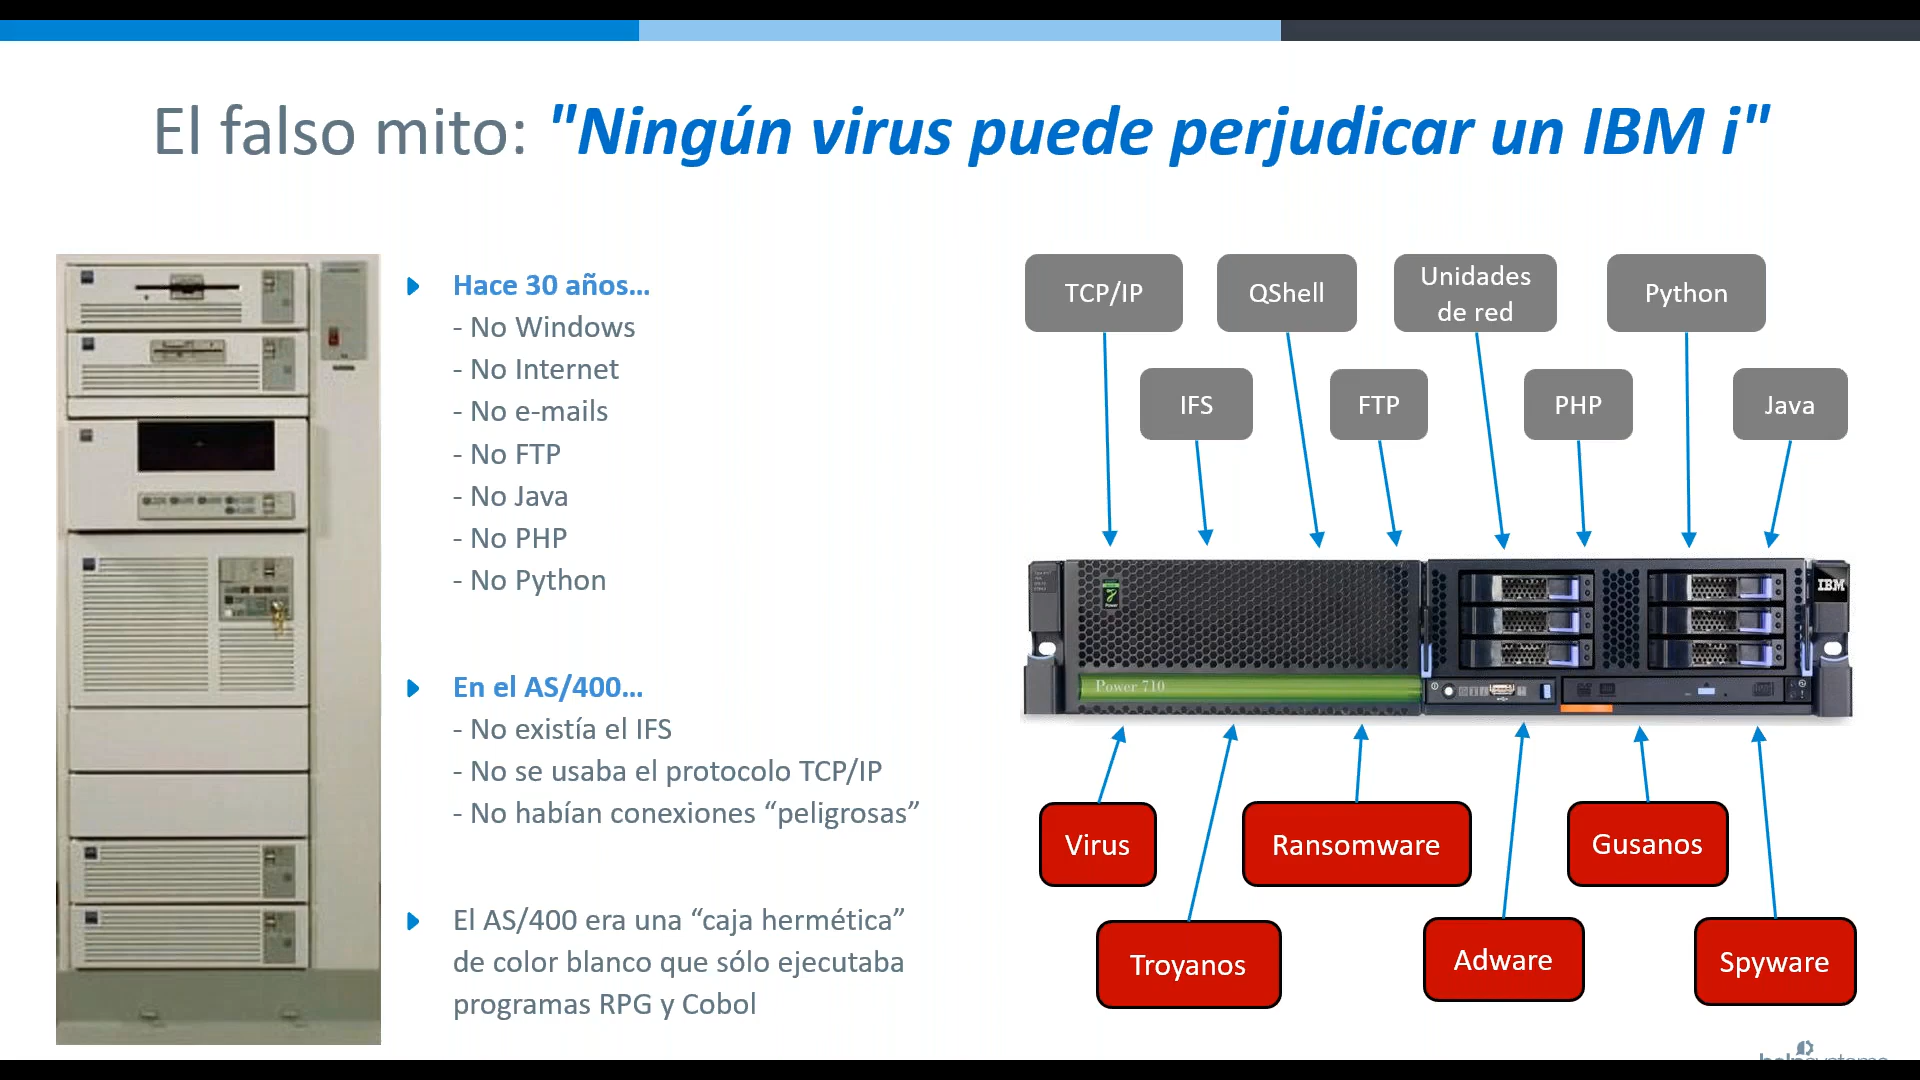 El falso mito: "Ningún virus puede perjudicar un IBM i"
Hace 30 años...
- No Windows
- No Internet
- No e-mails
- No FTP
- No Java
- No PHP
- No Python
En el AS/400...
- No existía el IFS
- No se usaba el protocolo TCP/IP
- No habían conexiones “peligrosas”
El AS/400 era una “caja hermética”
de color blanco que sólo ejecutaba
programas RPG y Cobol
TCP/IP
QShell
Unidades
de red
Python
IFS
FTP
PHP
Java
IBM
Power 710
Virus
Ransomware
Gusanos
Troyanos
Adware
Spyware